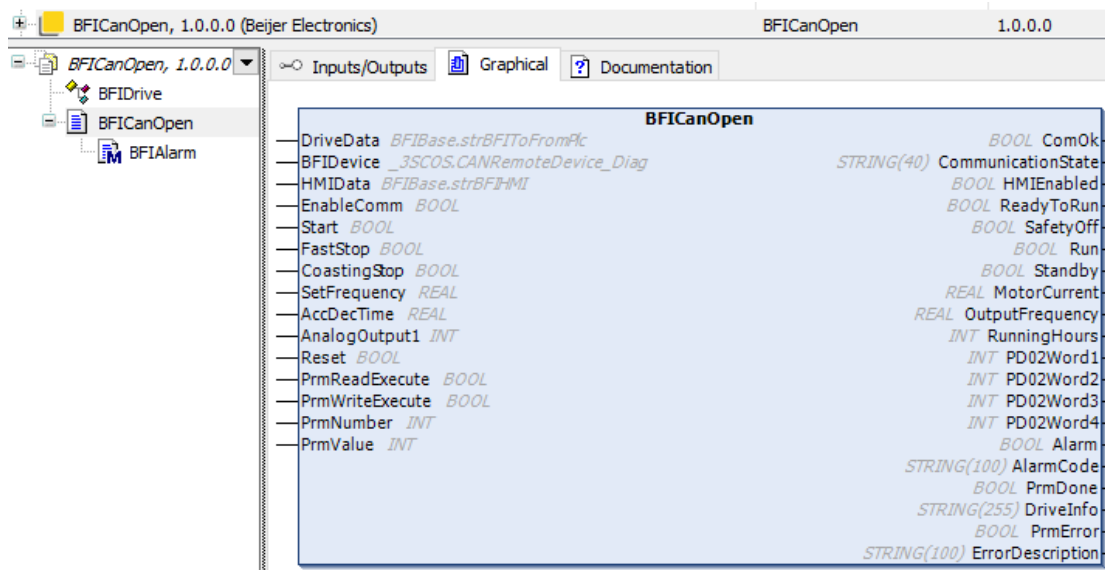 BFICanOpen, 1.0.0.0 (Beijer Electronics) BFICanOpen 1.0.0.0
BFICanOpen, 1.0.0.0 Inputs/Outputs Graphical Documentation
BFIDrive
BFICanOpen
BFIAlarm
BFICanOpen
DriveData BFIBase.strBFIToFromPlc BOOL ComOk
BFIDevice _3SCOS.CANRemoteDevice_Diag STRING(40) CommunicationState
HMIData BFIBase.strBFIHMI BOOL HMIEnabled
EnableComm BOOL BOOL ReadyToRun
Start BOOL BOOL SafetyOff
FastStop BOOL BOOL Run
CoastingStop BOOL BOOL Standby
SetFrequency REAL REAL MotorCurrent
AccDecTime REAL REAL OutputFrequency
AnalogOutput1 INT INT RunningHours
Reset BOOL INT PD02Word1
PrmReadExecute BOOL INT PD02Word2
PrmWriteExecute BOOL INT PD02Word3
PrmNumber INT INT PD02Word4
PrmValue INT BOOL Alarm
STRING(100) AlarmCode
BOOL PrmDone
STRING(255) DriveInfo
BOOL PrmError
STRING(100) ErrorDescription